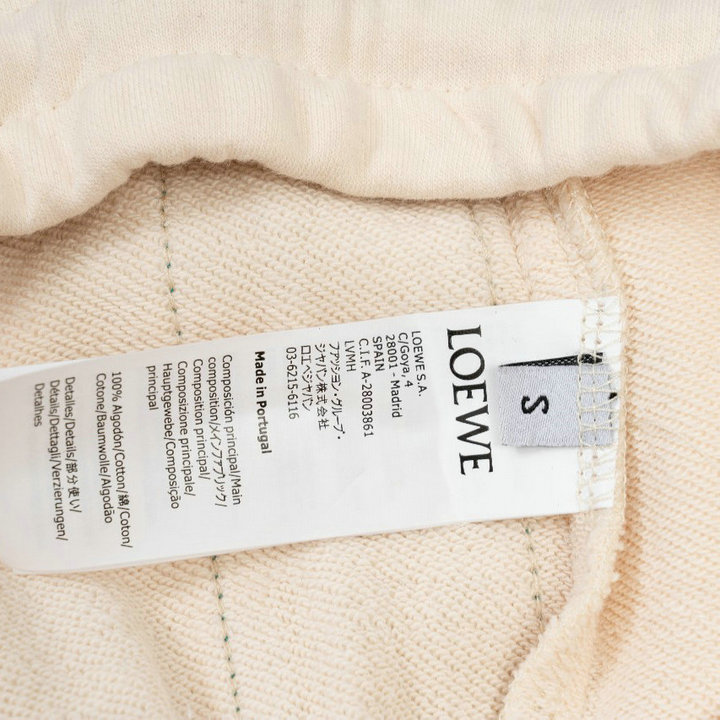 S
LOEWE
LOEWE S.A.
C/Goya, 4
28001 - Madrid
SPAIN
C.I.F. A-28003861
LVMH
ファッション・グループ・
ジャパン株式会社
ロエベジャパン
03-6215-6116
Made in Portugal
Composición principal/Main
composition/メインファブリック/
Composition principal/
Composizione principale/
Hauptgewebe/Composição
principal
100% Algodón/Cotton/綿/Coton/
Cotone/Baumwolle/Algodão
Detalles/Details/部分使い/
Détails/Dettagli/Verzierungen/
Detalhes